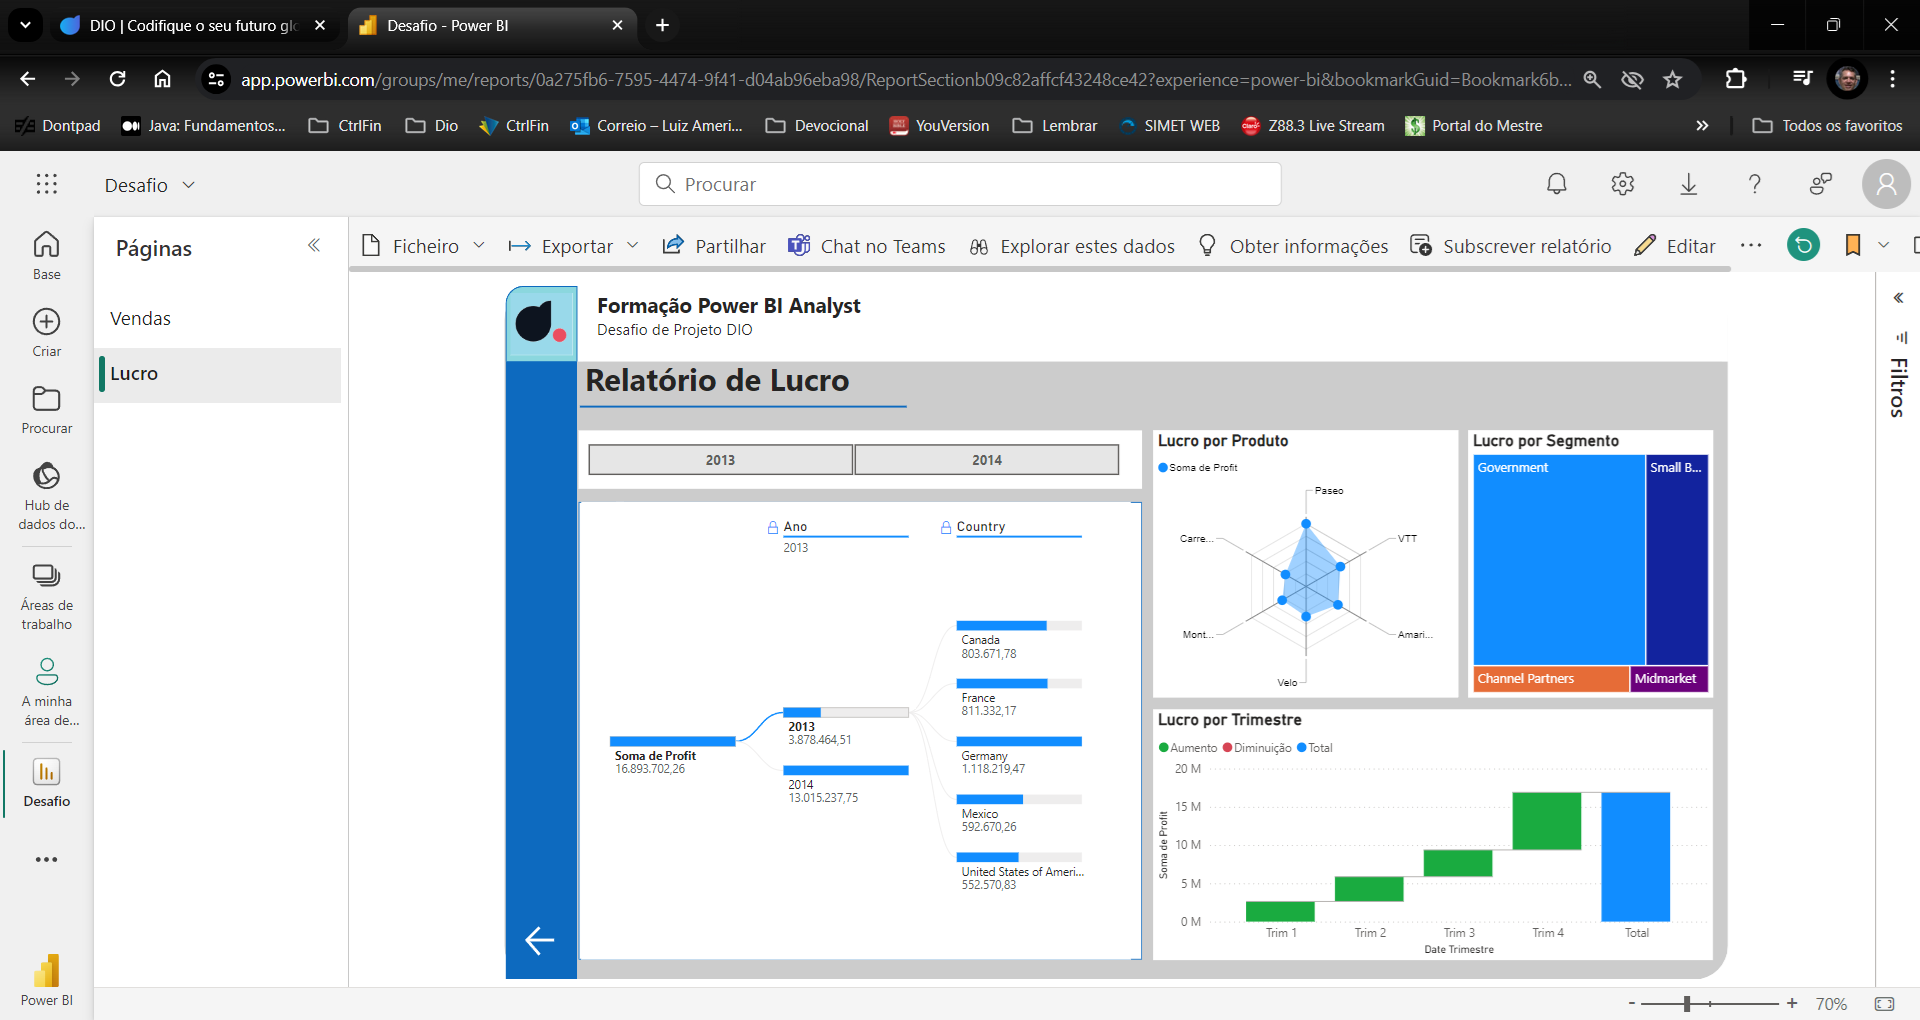 DIO | Codifique o seu futuro glo
Desafio - Power BI
app.powerbi.com/groups/me/reports/0a275fb6-7595-4474-9f41-d04ab96eba98/ReportSectionb09c82affcf43248ce42?experience=power-bi&bookmarkGuid=Bookmark6b...
Dontpad
Java: Fundamentos...
CtrlFin
Dio
CtrlFin
Correio – Luiz Ameri...
Devocional
YouVersion
Lembrar
SIMET WEB
Z88.3 Live Stream
Portal do Mestre
Todos os favoritos
Desafio
Procurar
Base
Criar
Procurar
Hub de
dados do...
Áreas de
trabalho
A minha
área de...
Desafio
Power BI
Páginas
Vendas
Lucro
Ficheiro
Exportar
Partilhar
Chat no Teams
Explorar estes dados
Obter informações
Subscrever relatório
Editar
Filtros
Formação Power BI Analyst
Desafio de Projeto DIO
Relatório de Lucro
2013
2014
Ano
2013
Country
Soma de Profit
16.893.702,26
2013
3.878.464,51
2014
13.015.237,75
Canada
803.671,78
France
811.332,17
Germany
1.118.219,47
Mexico
592.670,26
United States of Ameri...
552.570,83
Lucro por Produto
Soma de Profit
Paseo
VTT
Amari...
Velo
Mont...
Carre...
Lucro por Segmento
Government
Small B...
Channel Partners
Midmarket
Lucro por Trimestre
Aumento
Diminuição
Total
Soma de Profit
20 M
15 M
10 M
5 M
0 M
Trim 1
Trim 2
Trim 3
Trim 4
Total
Date Trimestre
- + 70%